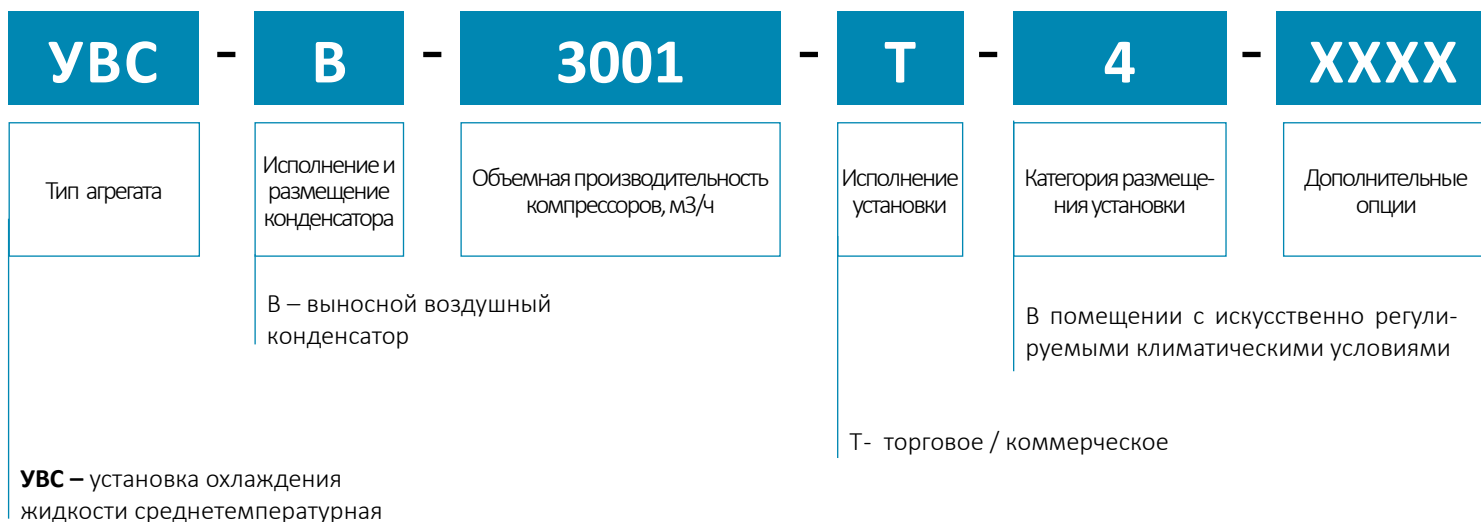 УВС - В - 3001 - Т - 4 - ХХХХ
Тип агрегата
Исполнение и
размещение
конденсатора
Объемная производительность
компрессоров, м3/ч
Исполнение
установки
Категория размеще-
ния установки
Дополнительные
опции
В – выносной воздушный
конденсатор
В помещении с искусственно регули-
руемыми климатическими условиями
Т- торговое / коммерческое
УВС – установка охлаждения
жидкости среднетемпературная